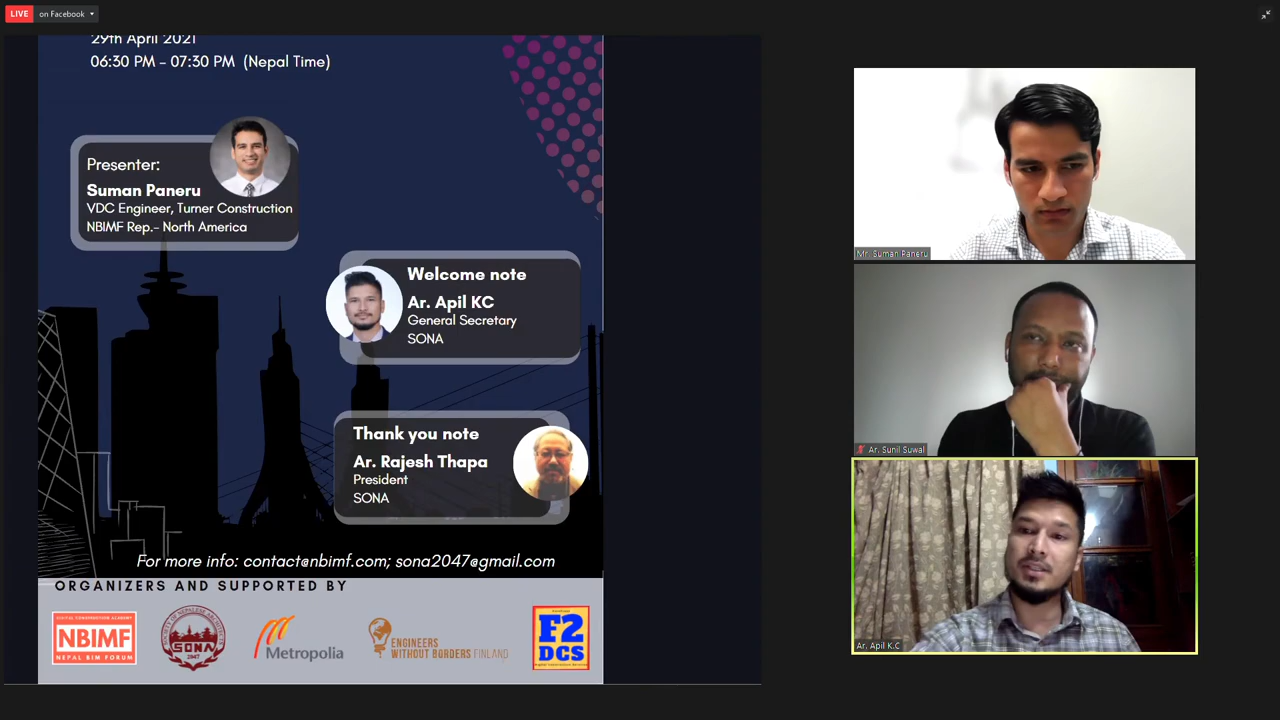 LIVE on Facebook
29th April 2021
06:30 PM – 07:30 PM (Nepal Time)
Presenter:
Suman Paneru
VDC Engineer, Turner Construction
NBIMF Rep.- North America
Welcome note
Ar. Apil KC
General Secretary
SONA
Thank you note
Ar. Rajesh Thapa
President
SONA
For more info: contact@nbimf.com; sona2047@gmail.com
ORGANIZERS AND SUPPORTED BY
DIGITAL CONSTRUCTION ACADEMY
NBIMF
NEPAL BIM FORUM
SONA
2047
Metropolia
ENGINEERS
WITHOUT BORDERS FINLAND
F2
DCS
Mr. Suman Paneru
Ar. Sunil Suwal
Ar. Apil K.C